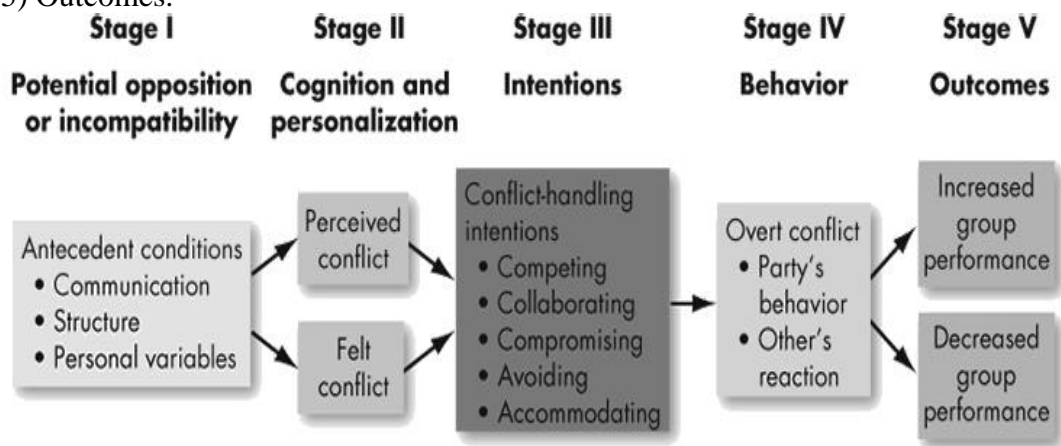 5) Outcomes.
Stage I
Potential opposition
or incompatibility
Stage II
Cognition and
personalization
Stage III
Intentions
Stage IV
Behavior
Stage V
Outcomes
Antecedent conditions
• Communication
• Structure
• Personal variables
Perceived
conflict
Felt
conflict
Conflict-handling
intentions
• Competing
• Collaborating
• Compromising
• Avoiding
• Accommodating
Overt conflict
• Party's
behavior
• Other's
reaction
Increased
group
performance
Decreased
group
performance